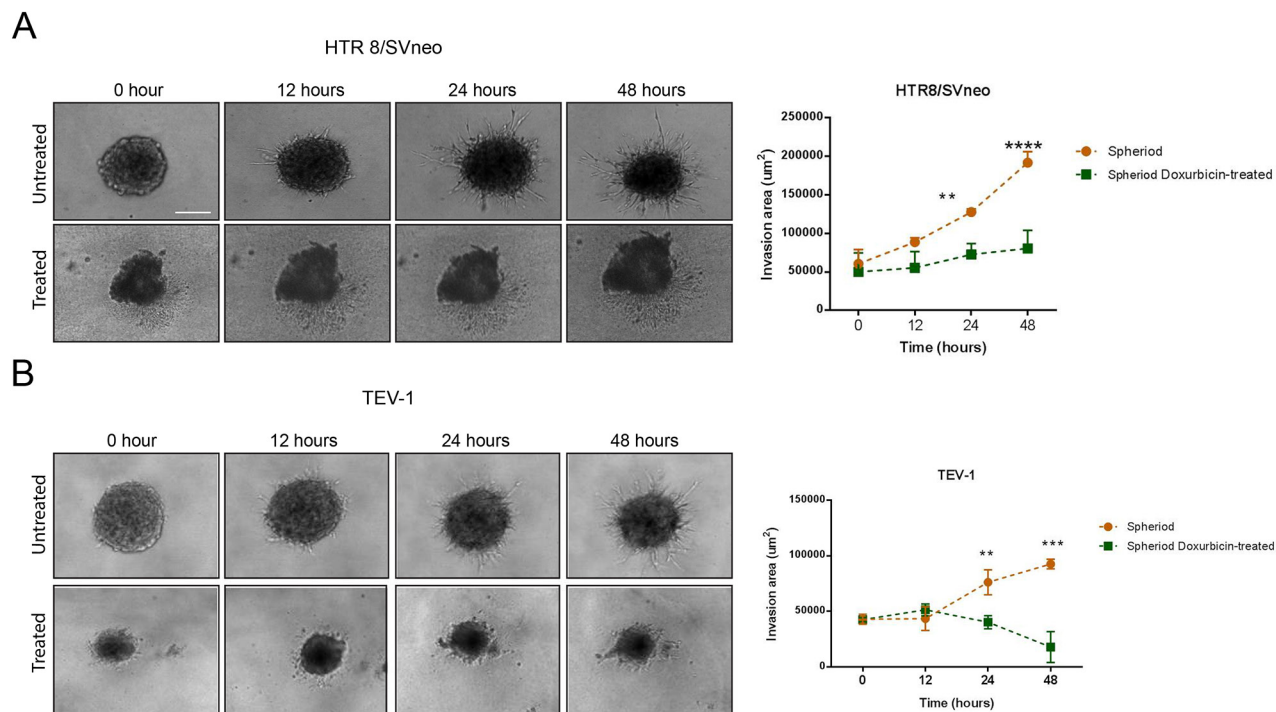 A
HTR 8/SVneo
0 hour 12 hours 24 hours 48 hours
Untreated
Treated
HTR8/SVneo
Invasion area (um²)
250000
200000
150000
100000
50000
0
**
****
0 12 24 48
Time (hours)
Spheriod
Spheriod Doxurbicin-treated
B
TEV-1
0 hour 12 hours 24 hours 48 hours
Untreated
Treated
TEV-1
Invasion area (um²)
150000
100000
50000
0
**
***
0 12 24 48
Time (hours)
Spheriod
Spheriod Doxurbicin-treated